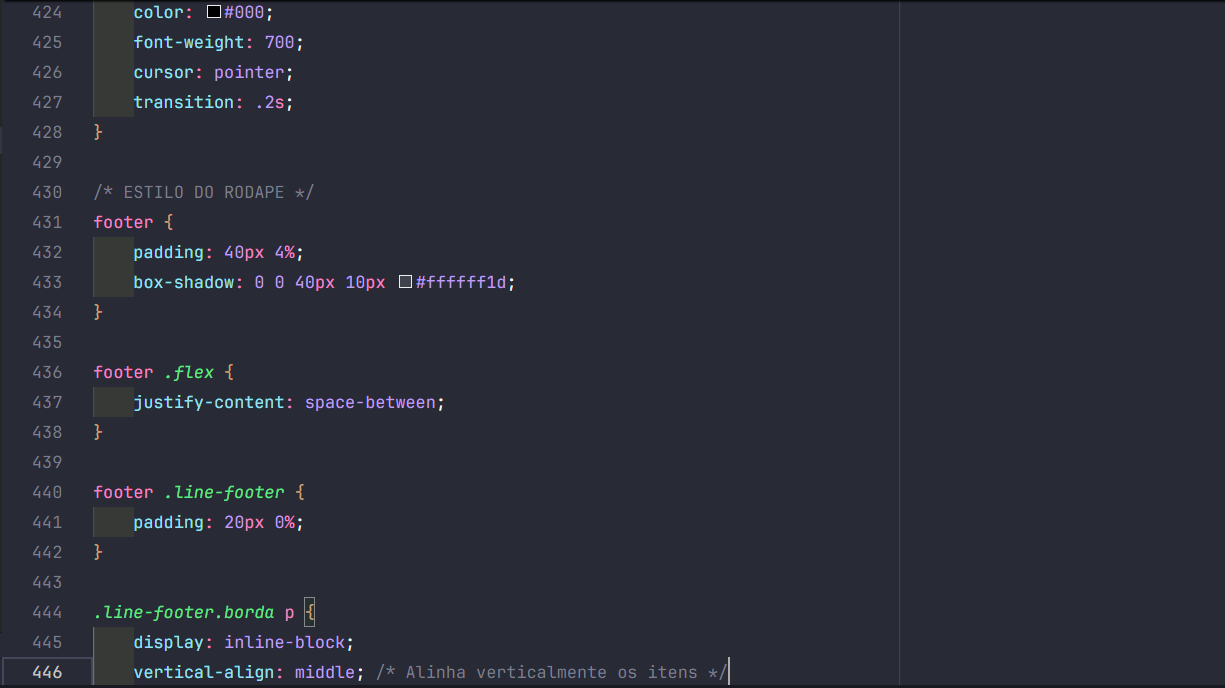 424 color: #000;
425 font-weight: 700;
426 cursor: pointer;
427 transition: .2s;
428 }
429
430 /* ESTILO DO RODAPE */
431 footer {
432 padding: 40px 4%;
433 box-shadow: 0 0 40px 10px #ffffff1d;
434 }
435
436 footer .flex {
437 justify-content: space-between;
438 }
439
440 footer .line-footer {
441 padding: 20px 0%;
442 }
443
444 .line-footer.borda p {
445 display: inline-block;
446 vertical-align: middle; /* Alinha verticalmente os itens */